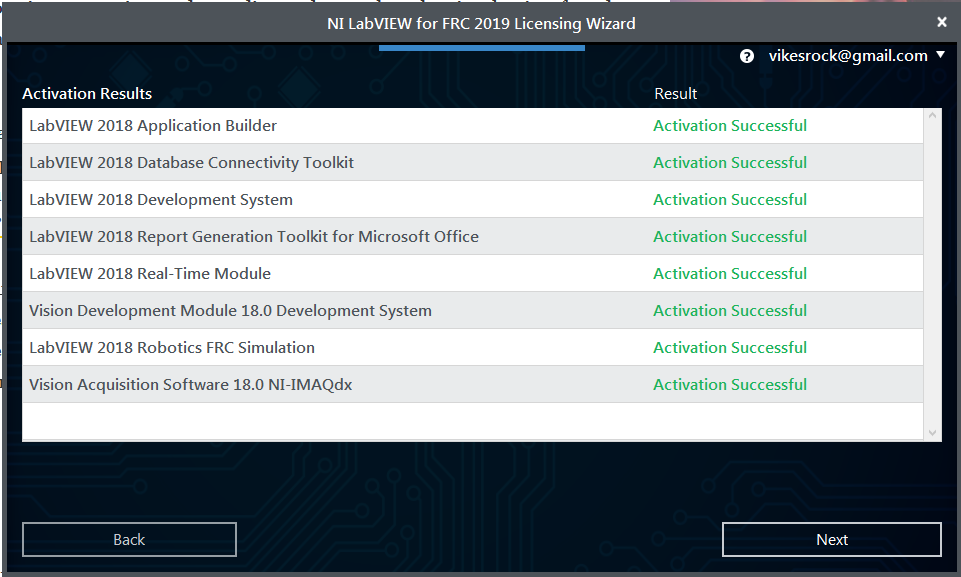 NI LabVIEW for FRC 2019 Licensing Wizard
? vikesrock@gmail.com
Activation Results Result
LabVIEW 2018 Application Builder Activation Successful
LabVIEW 2018 Database Connectivity Toolkit Activation Successful
LabVIEW 2018 Development System Activation Successful
LabVIEW 2018 Report Generation Toolkit for Microsoft Office Activation Successful
LabVIEW 2018 Real-Time Module Activation Successful
Vision Development Module 18.0 Development System Activation Successful
LabVIEW 2018 Robotics FRC Simulation Activation Successful
Vision Acquisition Software 18.0 NI-IMAQdx Activation Successful
Back Next